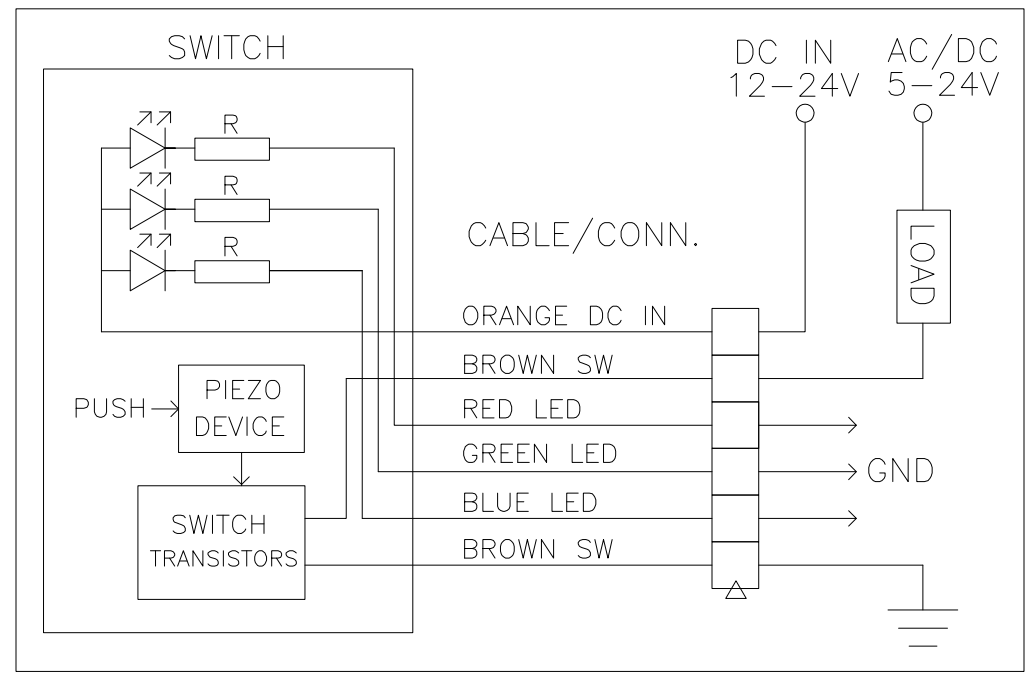 SWITCH
DC IN
12-24V
AC/DC
5-24V
R
R
R
CABLE/CONN.
LOAD
ORANGE DC IN
BROWN SW
PUSH
PIEZO
DEVICE
RED LED
GREEN LED
GND
BLUE LED
SWITCH
TRANSISTORS
BROWN SW